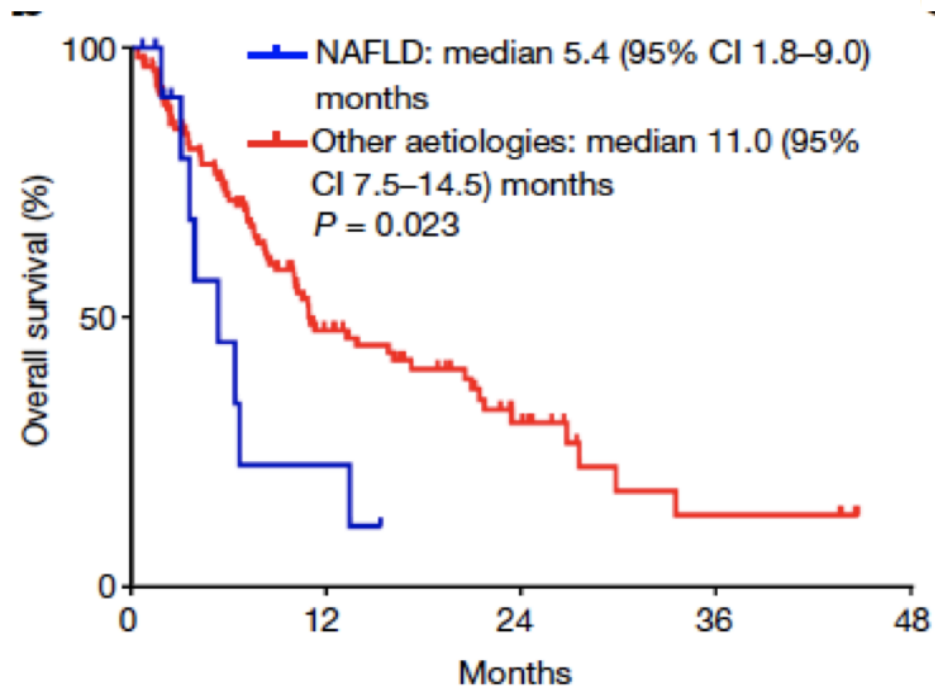 100
NAFLD: median 5.4 (95% CI 1.8–9.0)
months
Other aetiologies: median 11.0 (95%
CI 7.5–14.5) months
P = 0.023
Overall survival (%)
50
0
0 12 24 36 48
Months